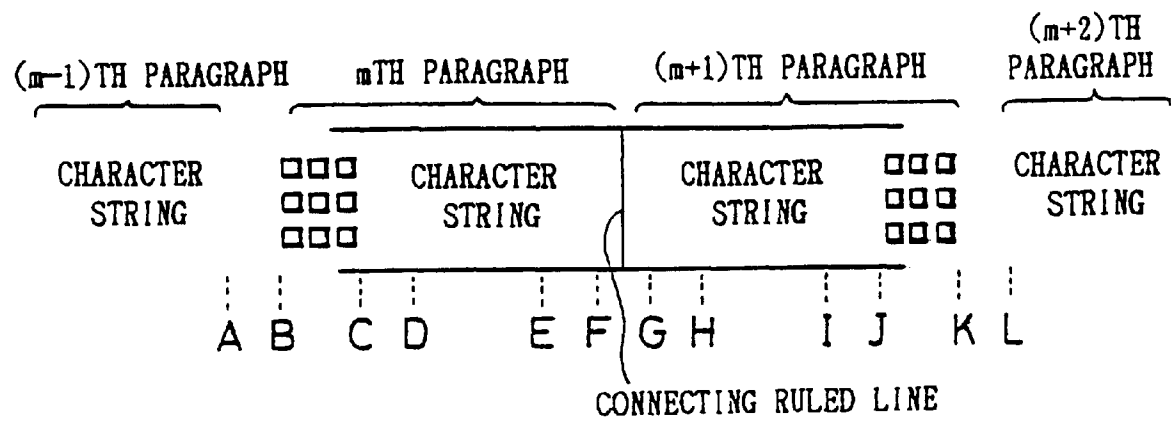 (m-1)TH PARAGRAPH
mTH PARAGRAPH
(m+1)TH PARAGRAPH
(m+2)TH
PARAGRAPH
CHARACTER
STRING
CHARACTER
STRING
CHARACTER
STRING
CHARACTER
STRING
A B C D E F G H I J K L
CONNECTING RULED LINE